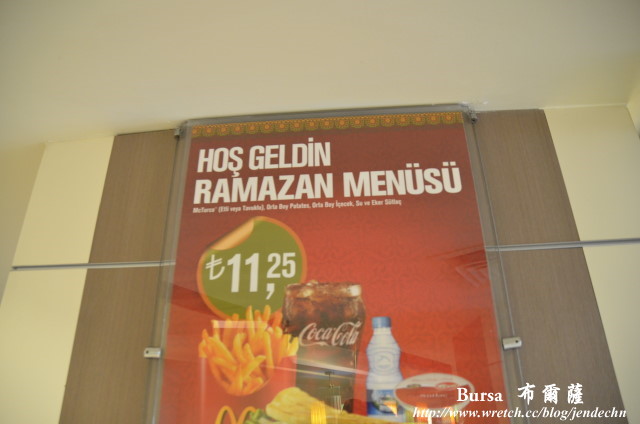 HOŞ GELDİN
RAMAZAN MENÜSÜ
McTurco* (Etli veya Tavuklu), Orta Boy Patates, Orta Boy İçecek, Su ve Eker Sütlaç
₺11,25
Coca-Cola
Bursa 布爾薩
http://www.wretch.cc/blog/jendechn